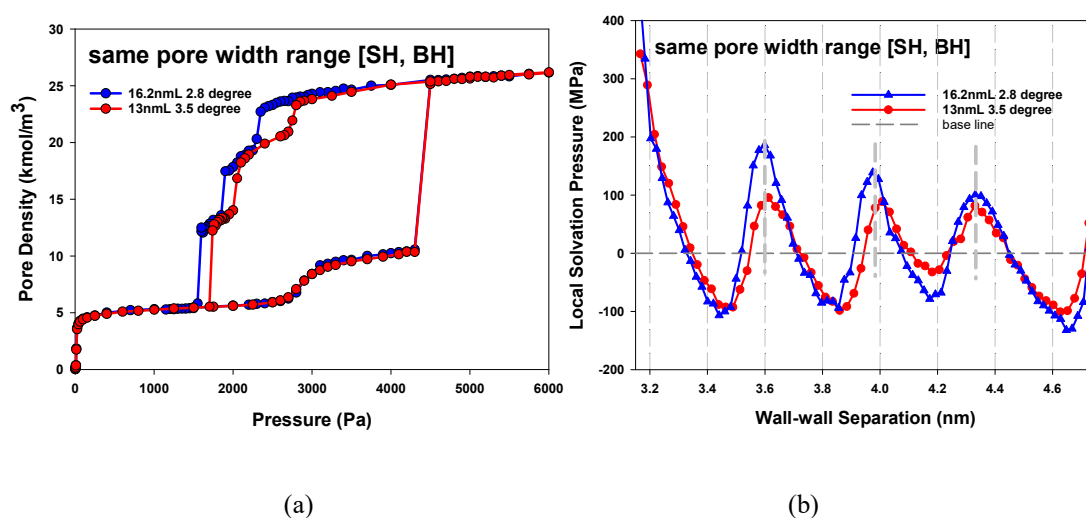 same pore width range [SH, BH]
16.2nmL 2.8 degree
13nmL 3.5 degree
Pore Density (kmol/m³)
30
25
20
15
10
5
0
0 1000 2000 3000 4000 5000 6000
Pressure (Pa)
(a)
same pore width range [SH, BH]
16.2nmL 2.8 degree
13nmL 3.5 degree
base line
Local Solvation Pressure (MPa)
400
300
200
100
0
-100
-200
3.2 3.4 3.6 3.8 4.0 4.2 4.4 4.6
Wall-wall Separation (nm)
(b)